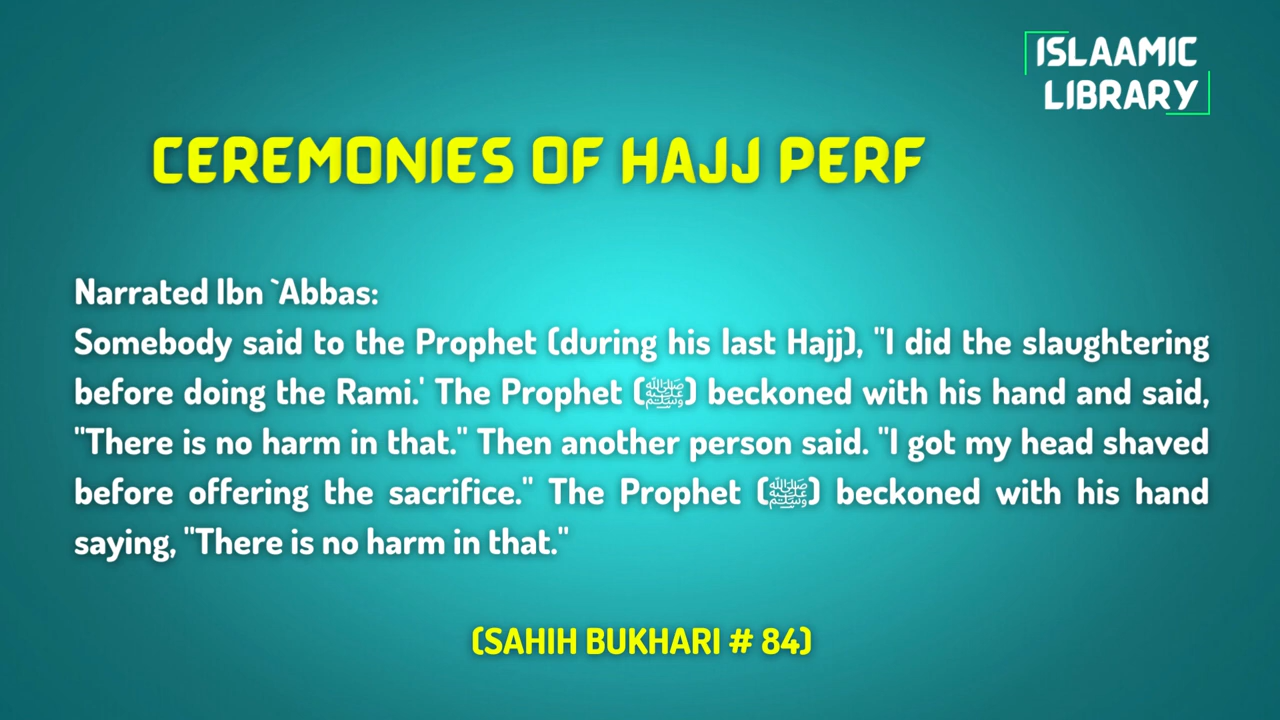 ISLAAMIC
LIBRARY
CEREMONIES OF HAJJ PERF
Narrated Ibn `Abbas:
Somebody said to the Prophet (during his last Hajj), "I did the slaughtering
before doing the Rami.' The Prophet (ﷺ) beckoned with his hand and said,
"There is no harm in that." Then another person said. "I got my head shaved
before offering the sacrifice." The Prophet (ﷺ) beckoned with his hand
saying, "There is no harm in that."
(SAHIH BUKHARI # 84)